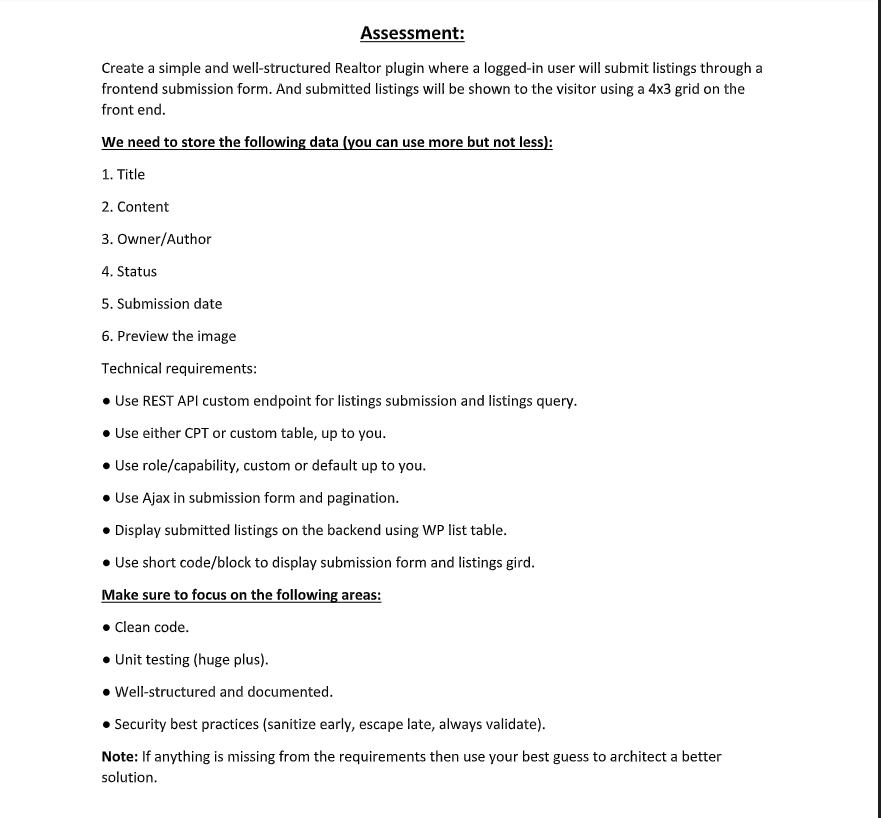 Assessment:
Create a simple and well-structured Realtor plugin where a logged-in user will submit listings through a
frontend submission form. And submitted listings will be shown to the visitor using a 4x3 grid on the
front end.
We need to store the following data (you can use more but not less):
1. Title
2. Content
3. Owner/Author
4. Status
5. Submission date
6. Preview the image
Technical requirements:
● Use REST API custom endpoint for listings submission and listings query.
● Use either CPT or custom table, up to you.
● Use role/capability, custom or default up to you.
● Use Ajax in submission form and pagination.
● Display submitted listings on the backend using WP list table.
● Use short code/block to display submission form and listings gird.
Make sure to focus on the following areas:
● Clean code.
● Unit testing (huge plus).
● Well-structured and documented.
● Security best practices (sanitize early, escape late, always validate).
Note: If anything is missing from the requirements then use your best guess to architect a better
solution.